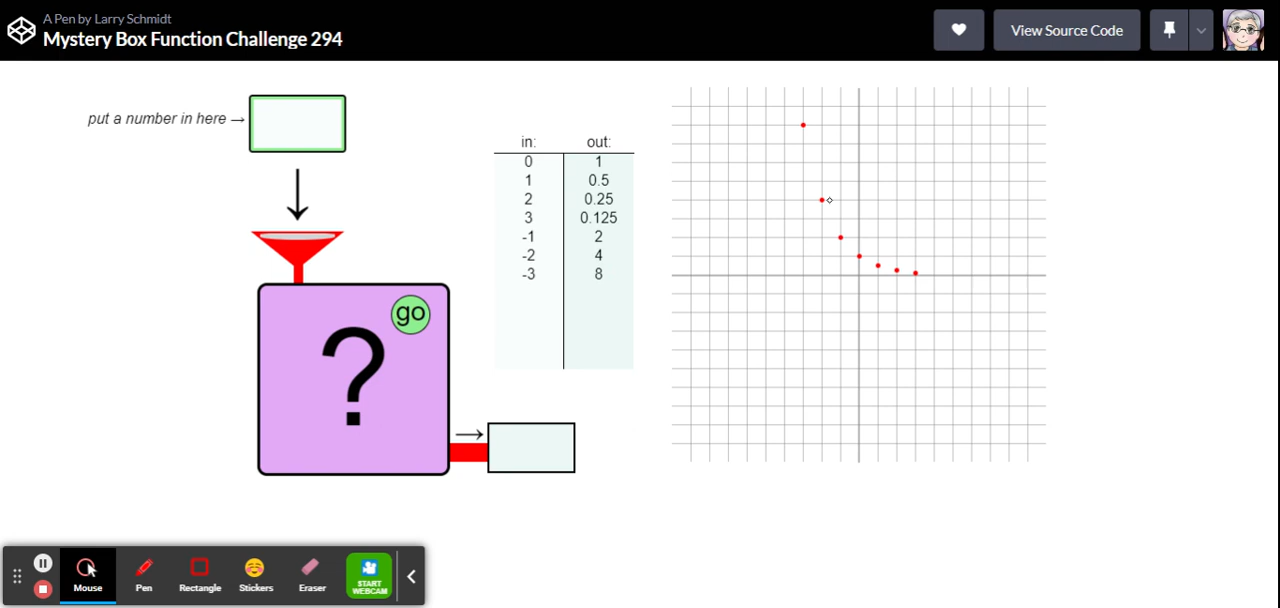 A Pen by Larry Schmidt
Mystery Box Function Challenge 294
View Source Code
put a number in here →
in: out:
0 1
1 0.5
2 0.25
3 0.125
-1 2
-2 4
-3 8
go
?
Mouse
Pen
Rectangle
Stickers
Eraser
START
WEBCAM